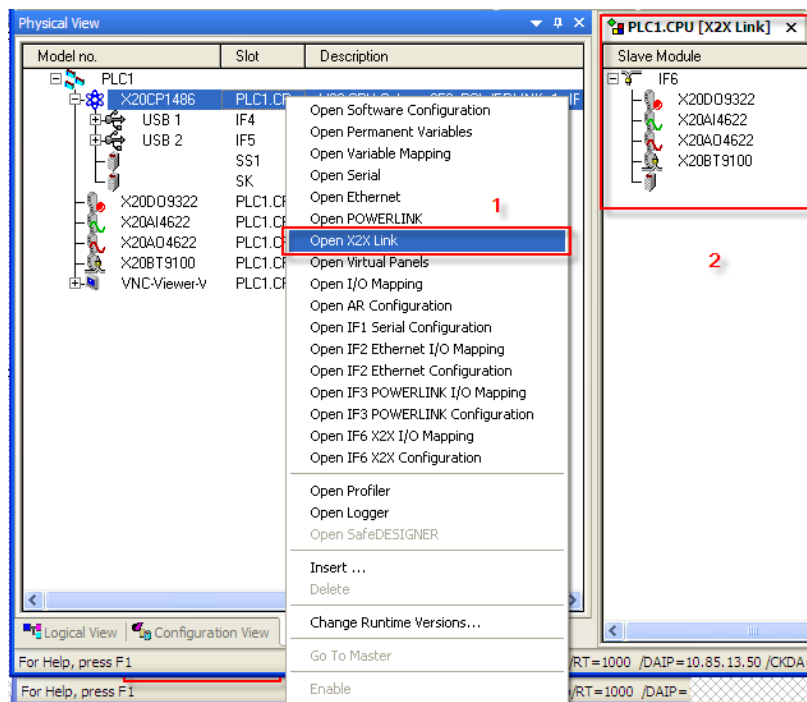 Physical View
Model no. Slot Description
PLC1
X20CP1486 PLC1.CP
USB 1 IF4
USB 2 IF5
SS1
SK
X20DO9322 PLC1.CP
X20AI4622 PLC1.CP
X20AO4622 PLC1.CP
X20BT9100 PLC1.CP
VNC-Viewer-V PLC1.CP
Logical View Configuration View
For Help, press F1
For Help, press F1
Open Software Configuration
Open Permanent Variables
Open Variable Mapping
Open Serial
Open Ethernet
Open POWERLINK
1
Open X2X Link
Open Virtual Panels
Open I/O Mapping
Open AR Configuration
Open IF1 Serial Configuration
Open IF2 Ethernet I/O Mapping
Open IF2 Ethernet Configuration
Open IF3 POWERLINK I/O Mapping
Open IF3 POWERLINK Configuration
Open IF6 X2X I/O Mapping
Open IF6 X2X Configuration
Open Profiler
Open Logger
Open SafeDESIGNER
Insert ...
Delete
Change Runtime Versions...
Go To Master
Enable
PLC1.CPU [X2X Link] x
Slave Module
IF6
X20DO9322
X20AI4622
X20AO4622
X20BT9100
2
/RT=1000 /DAIP=10.85.13.50 /CKDA
/RT=1000 /DAIP=